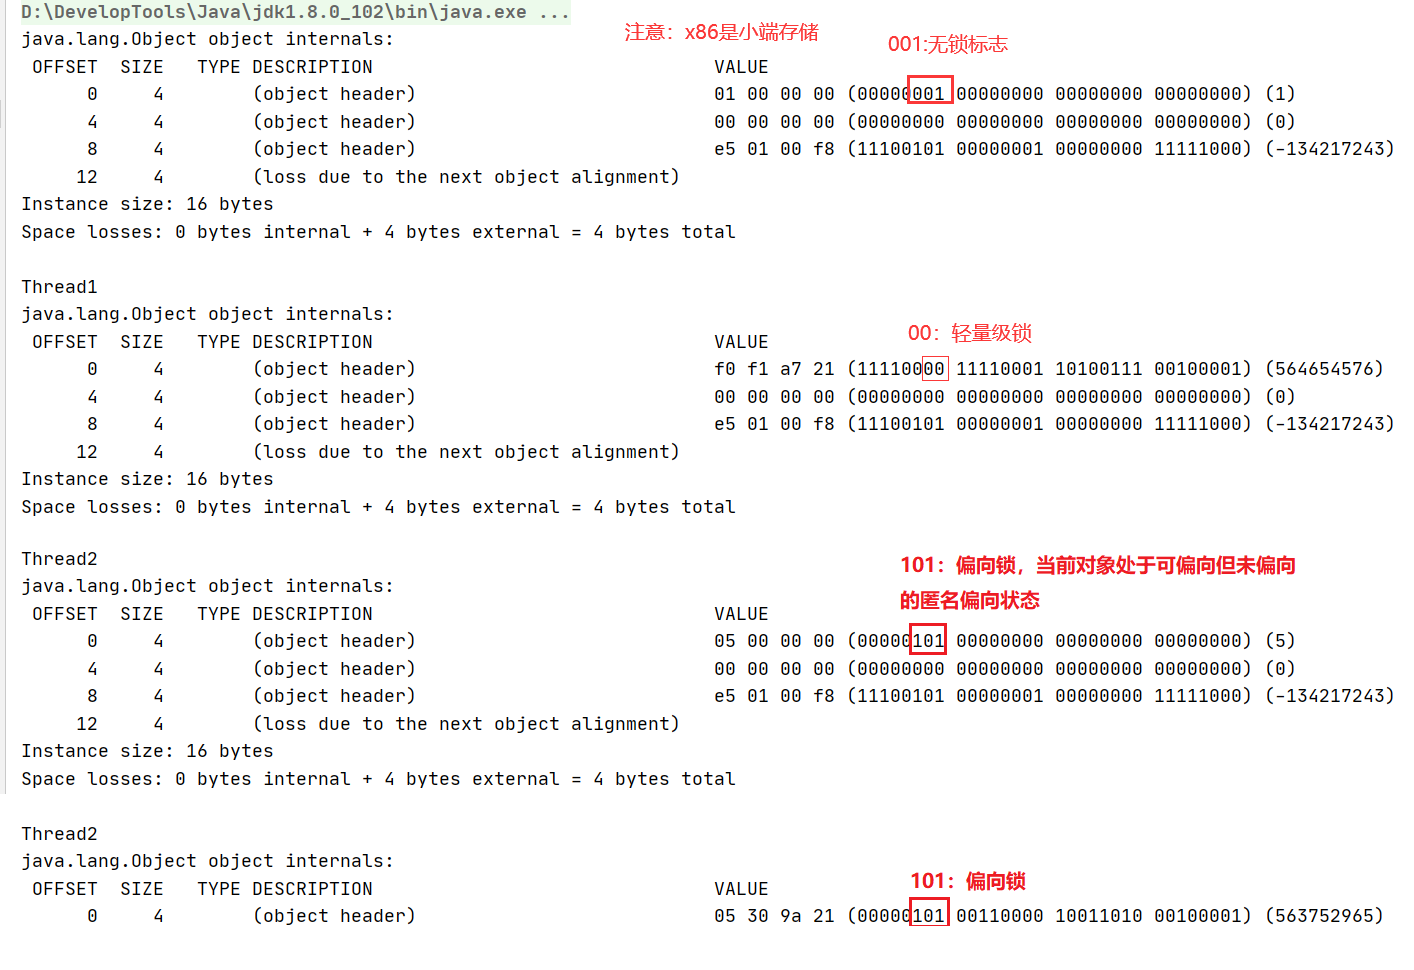 D:\DevelopTools\Java\jdk1.8.0_102\bin\java.exe ...
java.lang.Object object internals:
注意：x86是小端存储
001:无锁标志
OFFSET  SIZE   TYPE DESCRIPTION                               VALUE
0     4        (object header)                           01 00 00 00 (00000001 00000000 00000000 00000000) (1)
4     4        (object header)                           00 00 00 00 (00000000 00000000 00000000 00000000) (0)
8     4        (object header)                           e5 01 00 f8 (11100101 00000001 00000000 11111000) (-134217243)
12     4        (loss due to the next object alignment)
Instance size: 16 bytes
Space losses: 0 bytes internal + 4 bytes external = 4 bytes total
Thread1
java.lang.Object object internals:
00：轻量级锁
OFFSET  SIZE   TYPE DESCRIPTION                               VALUE
0     4        (object header)                           f0 f1 a7 21 (11110000 11110001 10100111 00100001) (564654576)
4     4        (object header)                           00 00 00 00 (00000000 00000000 00000000 00000000) (0)
8     4        (object header)                           e5 01 00 f8 (11100101 00000001 00000000 11111000) (-134217243)
12     4        (loss due to the next object alignment)
Instance size: 16 bytes
Space losses: 0 bytes internal + 4 bytes external = 4 bytes total
Thread2
101：偏向锁，当前对象处于可偏向但未偏向
的匿名偏向状态
java.lang.Object object internals:
OFFSET  SIZE   TYPE DESCRIPTION                               VALUE
0     4        (object header)                           05 00 00 00 (00000101 00000000 00000000 00000000) (5)
4     4        (object header)                           00 00 00 00 (00000000 00000000 00000000 00000000) (0)
8     4        (object header)                           e5 01 00 f8 (11100101 00000001 00000000 11111000) (-134217243)
12     4        (loss due to the next object alignment)
Instance size: 16 bytes
Space losses: 0 bytes internal + 4 bytes external = 4 bytes total
Thread2
java.lang.Object object internals:
101：偏向锁
OFFSET  SIZE   TYPE DESCRIPTION                               VALUE
0     4        (object header)                           05 30 9a 21 (00000101 00110000 10011010 00100001) (563752965)